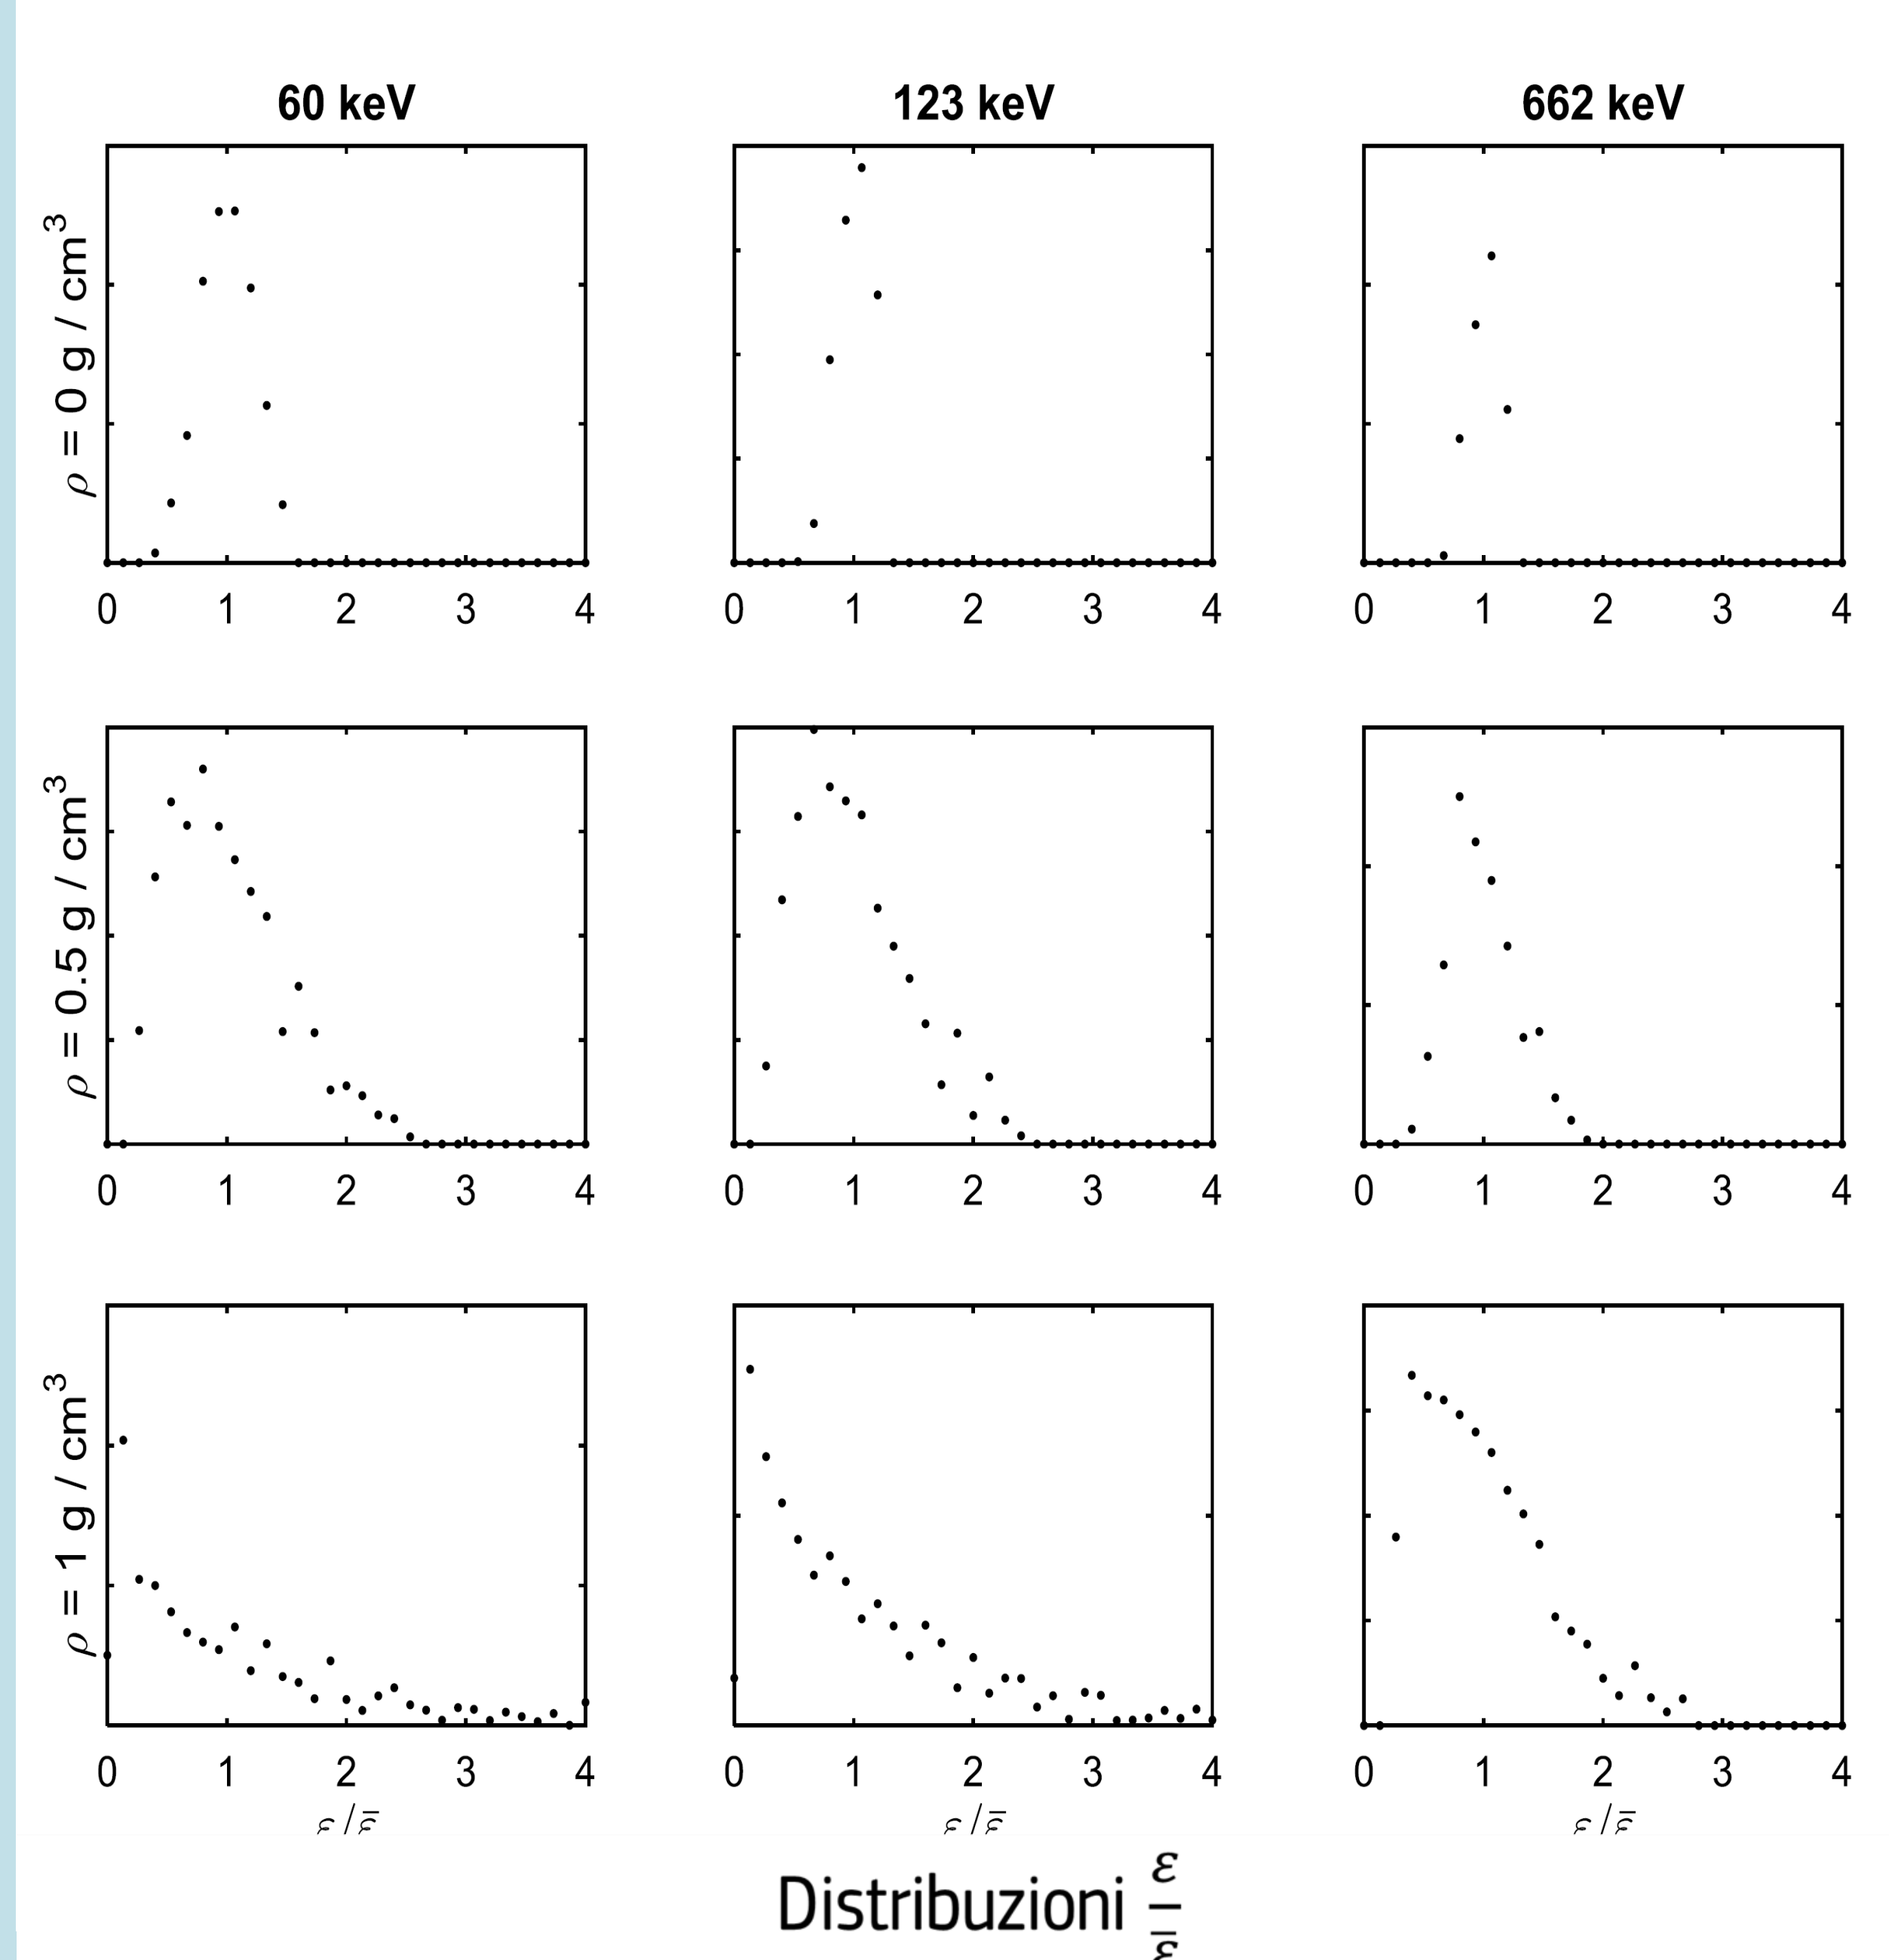 60 keV 123 keV 662 keV
ρ = 0 g / cm³
0 1 2 3 4 0 1 2 3 4 0 1 2 3 4
ρ = 0.5 g / cm³
0 1 2 3 4 0 1 2 3 4 0 1 2 3 4
ρ = 1 g / cm³
0 1 2 3 4 0 1 2 3 4 0 1 2 3 4
ε/ε̄ ε/ε̄ ε/ε̄
Distribuzioni ε/ε̄